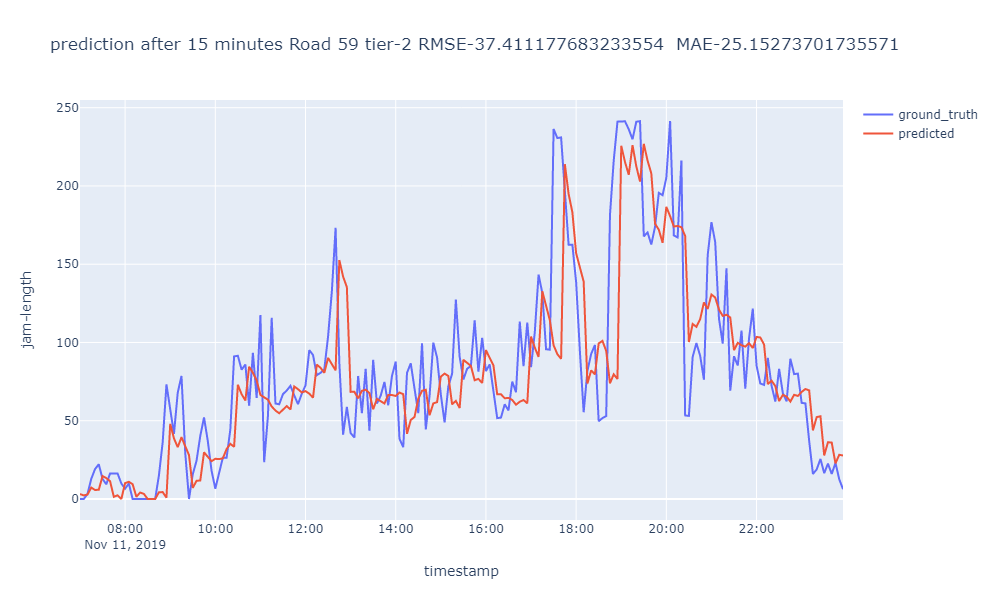 prediction after 15 minutes Road 59 tier-2 RMSE-37.411177683233554  MAE-25.15273701735571
ground_truth
predicted
250
200
150
100
50
0
jam-length
08:00 10:00 12:00 14:00 16:00 18:00 20:00 22:00
Nov 11, 2019
timestamp